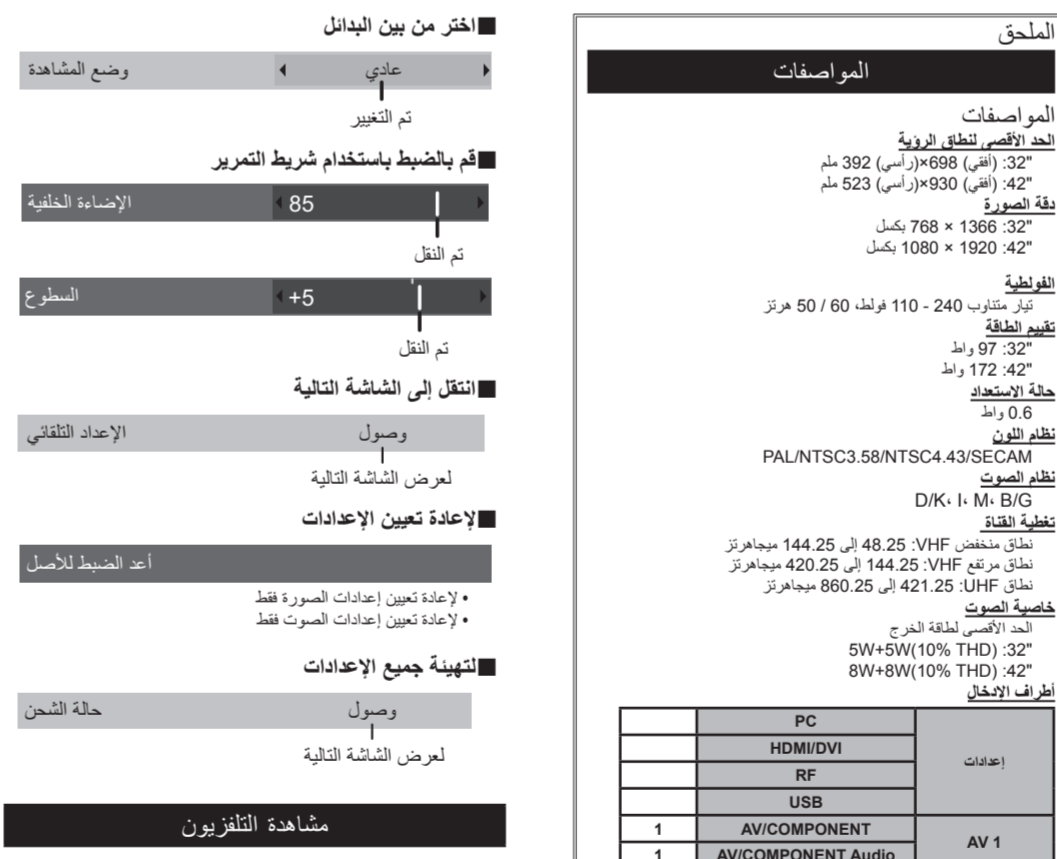 الملحق
المواصفات
المواصفات
الحد الأقصى لنطاق الرؤية
32": (أفقي) 698×(رأسي) 392 ملم
42": (أفقي) 930×(رأسي) 523 ملم
دقة الصورة
32": 1366 × 768 بكسل
42": 1920 × 1080 بكسل
الفولطية
تيار متناوب 240 - 110 فولط، 60 / 50 هرتز
تقييم الطاقة
32": 97 واط
42": 172 واط
حالة الاستعداد
0.6 واط
نظام اللون
PAL/NTSC3.58/NTSC4.43/SECAM
نظام الصوت
D/K، I، M، B/G
تغطية القناة
نطاق منخفض VHF: 48.25 إلى 144.25 ميجاهرتز
نطاق مرتفع VHF: 144.25 إلى 420.25 ميجاهرتز
نطاق UHF: 421.25 إلى 860.25 ميجاهرتز
خاصية الصوت
الحد الأقصى لطاقة الخرج
32": 5W+5W(10% THD)
42": 8W+8W(10% THD)
أطراف الإدخال
إعدادات
PC
HDMI/DVI
RF
USB
AV 1
AV/COMPONENT 1
AV/COMPONENT Audio 1
■اختر من بين البدائل
وضع المشاهدة عادي
تم التغيير
■قم بالضبط باستخدام شريط التمرير
الإضاءة الخلفية 85
تم النقل
السطوع +5
تم النقل
■انتقل إلى الشاشة التالية
الإعداد التلقائي وصول
لعرض الشاشة التالية
■لإعادة تعيين الإعدادات
أعد الضبط للأصل
• لإعادة تعيين إعدادات الصورة فقط
• لإعادة تعيين إعدادات الصوت فقط
■لتهيئة جميع الإعدادات
حالة الشحن وصول
لعرض الشاشة التالية
مشاهدة التلفزيون